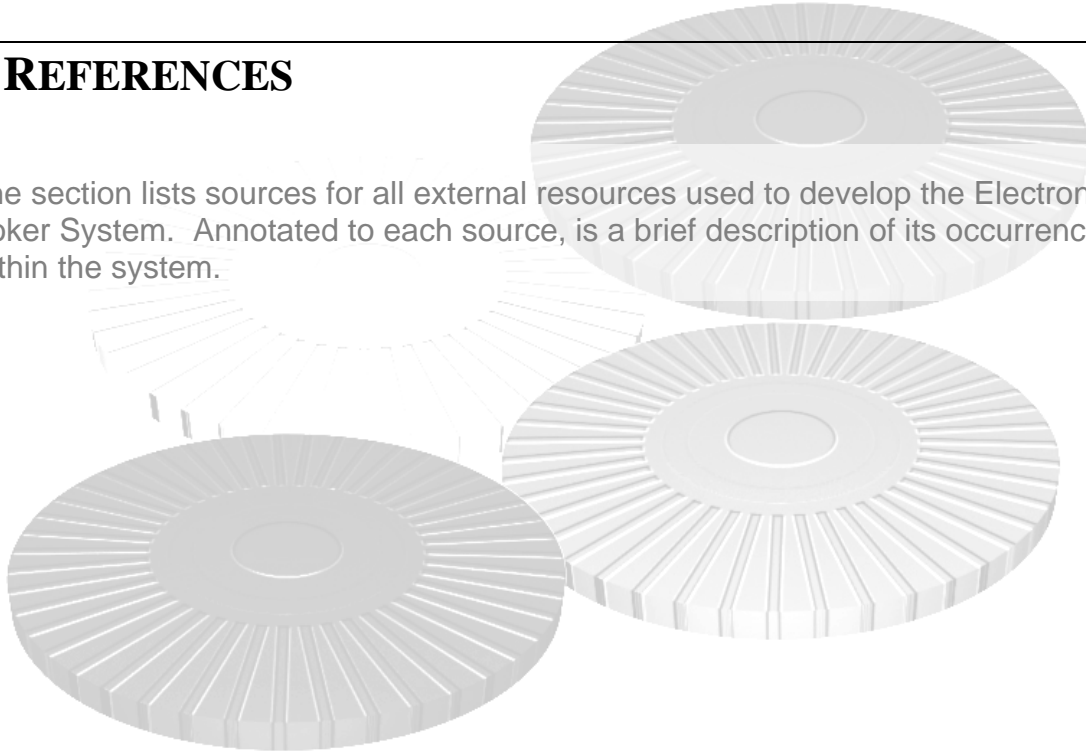 REFERENCES
he section lists sources for all external resources used to develop the Electron
oker System. Annotated to each source, is a brief description of its occurrenc
thin the system.